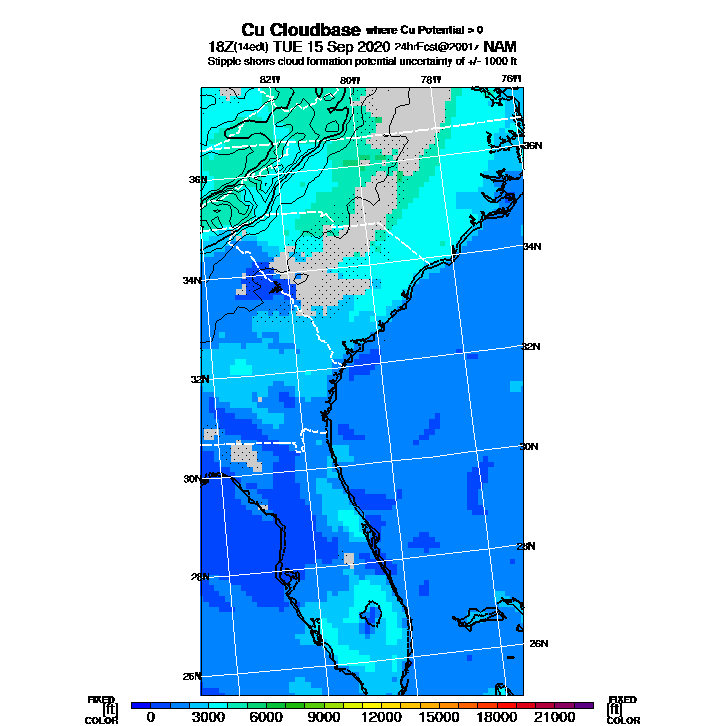 Cu Cloudbase where Cu Potential > 0
18Z(14edt) TUE 15 Sep 2020 24hrFcst@2001z NAM
Stipple shows cloud formation potential uncertainty of +/- 1000 ft
82W 80W 78W 76W
36N
36N
34N
34N
32N
32N
30N
30N
28N
28N
26N
26N
FIXED FIXED
[ft] [ft]
COLOR COLOR
0 3000 6000 9000 12000 15000 18000 21000